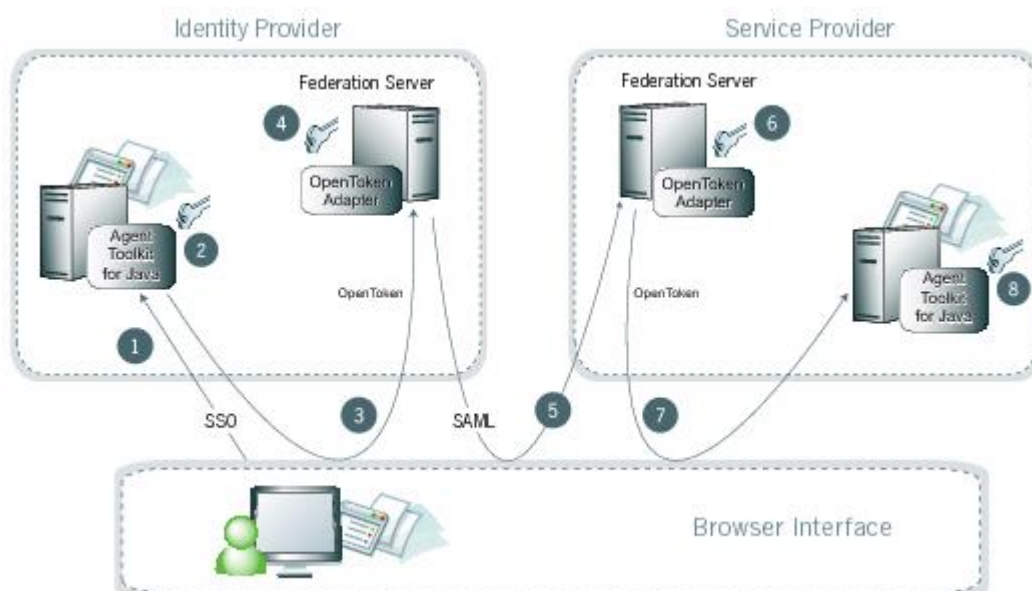 Identity Provider
Service Provider
Federation Server
Federation Server
4
6
OpenToken
Adapter
OpenToken
Adapter
2
Agent
Toolkit
for Java
8
Agent
Toolkit
for Java
OpenToken
OpenToken
1
3
5
7
SSO
SAML
Browser Interface